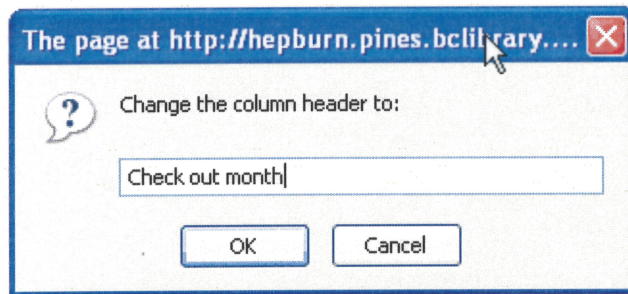 The page at http://hepburn.pines.bclibrary....
?
Change the column header to:
Check out month
OK
Cancel